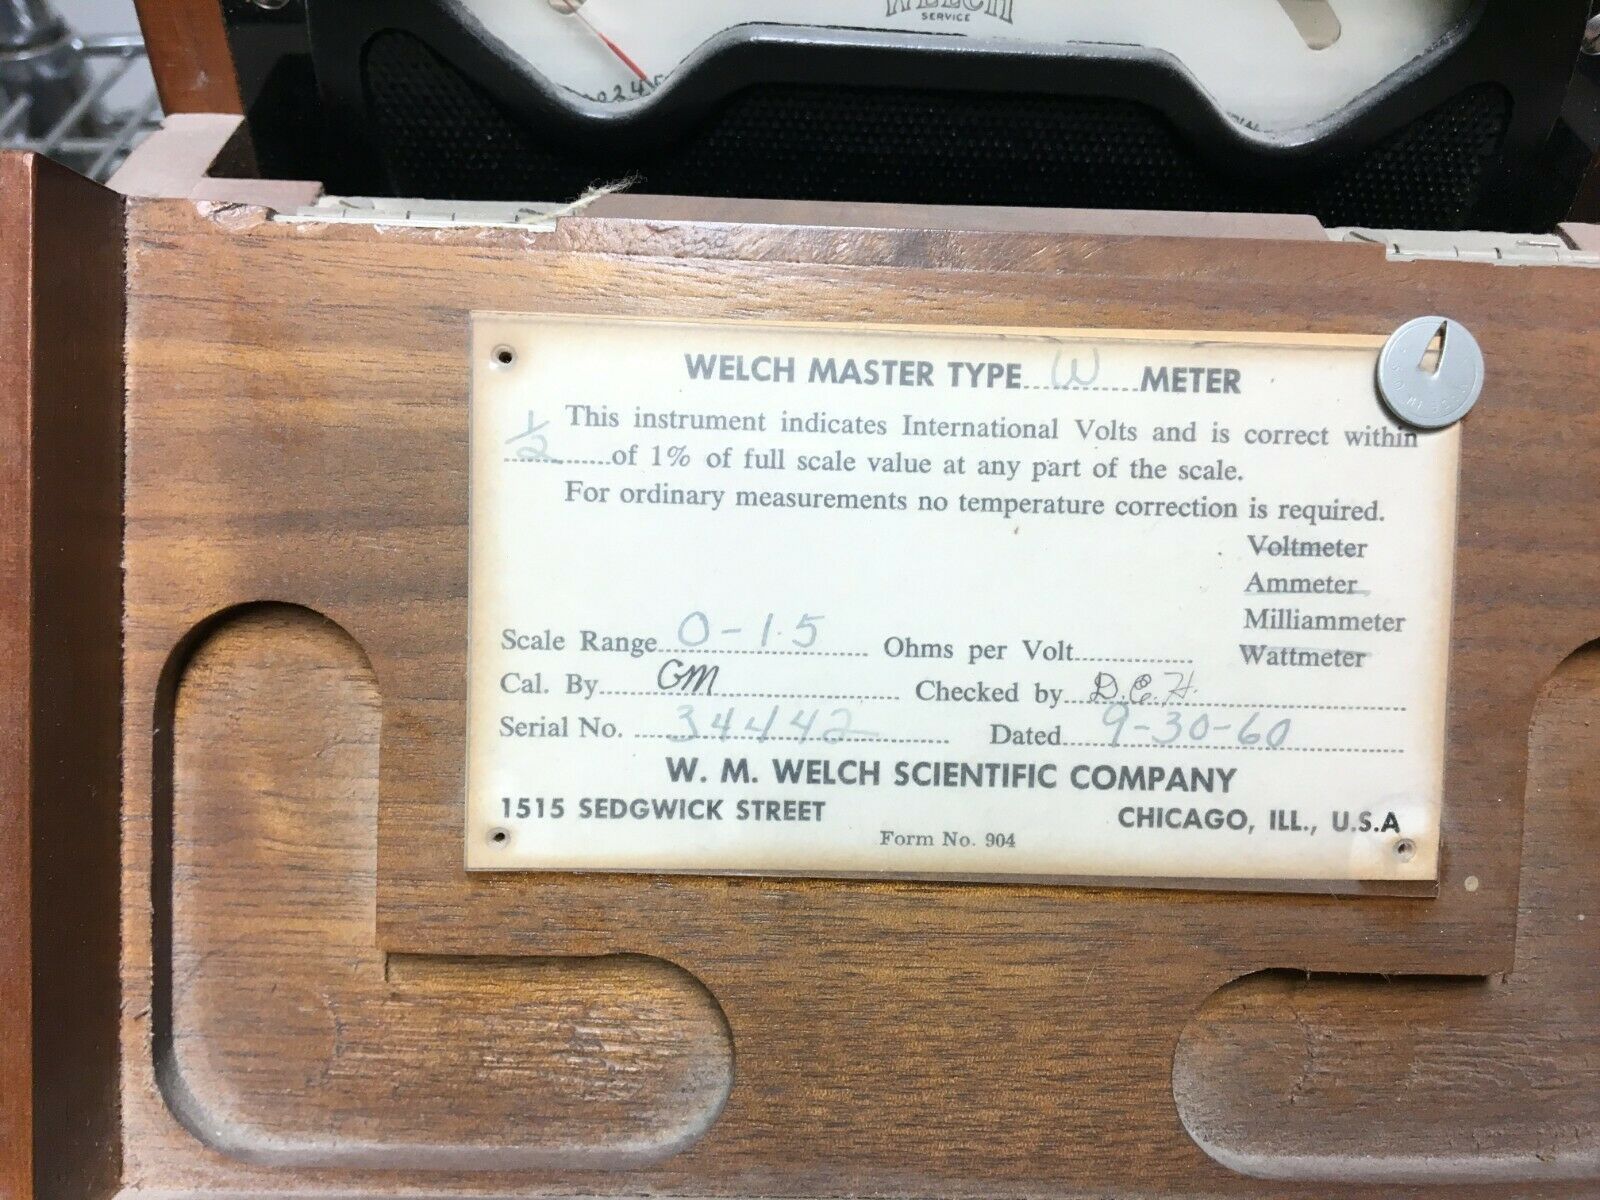 WELCH
SERVICE
WELCH MASTER TYPE W METER
This instrument indicates International Volts and is correct within
1/2 of 1% of full scale value at any part of the scale.
For ordinary measurements no temperature correction is required.
Voltmeter
Ammeter
Milliammeter
Wattmeter
Scale Range 0-1.5 Ohms per Volt
Cal. By GM Checked by D.E.H.
Serial No. 34442 Dated 9-30-60
W. M. WELCH SCIENTIFIC COMPANY
1515 SEDGWICK STREET CHICAGO, ILL., U.S.A
Form No. 904